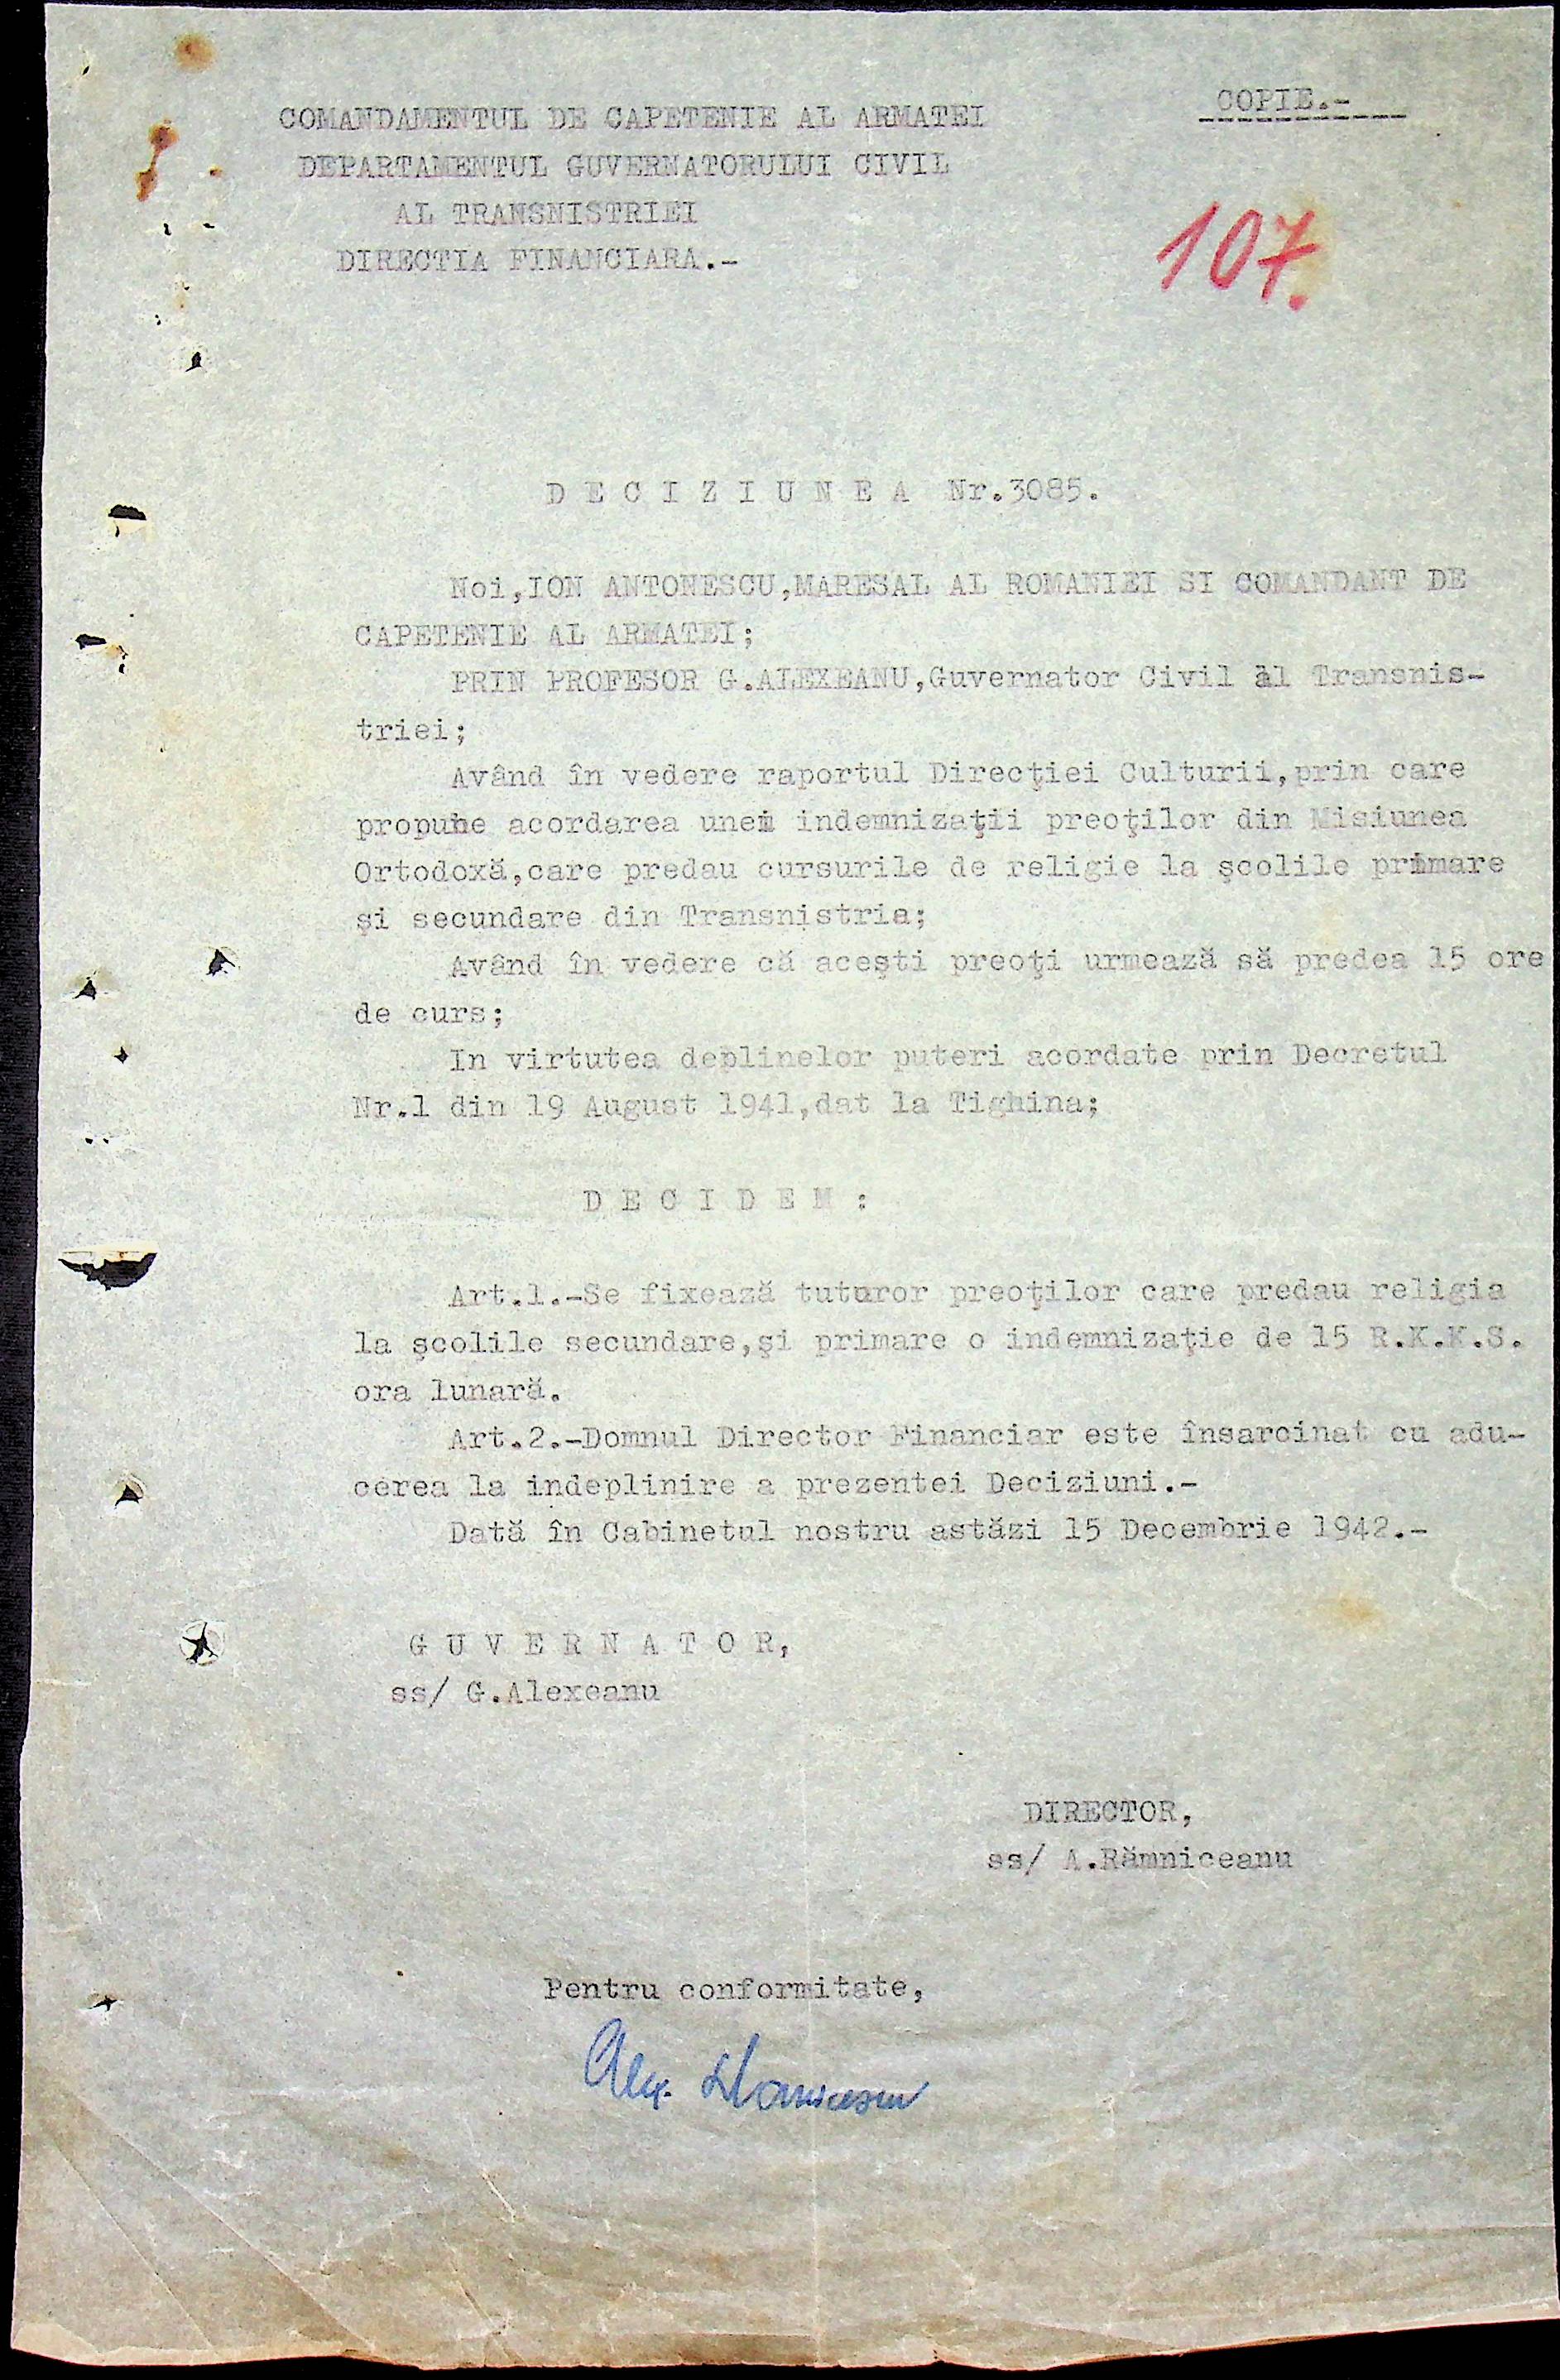 COPIE.-
COMANDAMENTUL DE CAPETENIE AL ARMATEI
DEPARTAMENTUL GUVERNATORULUI CIVIL
AL TRANSNISTRIEI
DIRECTIA FINANCIARA.-
107.
D E C I Z I U N E A Nr.3085.
Noi,ION ANTONESCU,MARESAL AL ROMANIEI SI COMANDANT DE
CAPETENIE AL ARMATEI;
PRIN PROFESOR G.ALEXEANU,Guvernator Civil al Transnis-
triei;
Având în vedere raportul Direcţiei Culturii,prin care
propune acordarea unei indemnizaţii preoţilor din Misiunea
Ortodoxă,care predau cursurile de religie la şcolile primare
şi secundare din Transnistria;
Având în vedere că aceşti preoţi urmează să predea 15 ore
de curs;
In virtutea deplinelor puteri acordate prin Decretul
Nr.1 din 19 August 1941,dat la Tighina;
D E C I D E M :
Art.1.-Se fixează tuturor preoţilor care predau religia
la şcolile secundare,şi primare o indemnizaţie de 15 R.K.K.S.
ora lunară.
Art.2.-Domnul Director Financiar este însarcinat cu adu-
cerea la indeplinire a prezentei Deciziuni.-
Dată în Cabinetul nostru astăzi 15 Decembrie 1942.-
G U V E R N A T O R,
ss/ G.Alexeanu
DIRECTOR,
ss/ A.Rămniceanu
Pentru conformitate,
Alex.